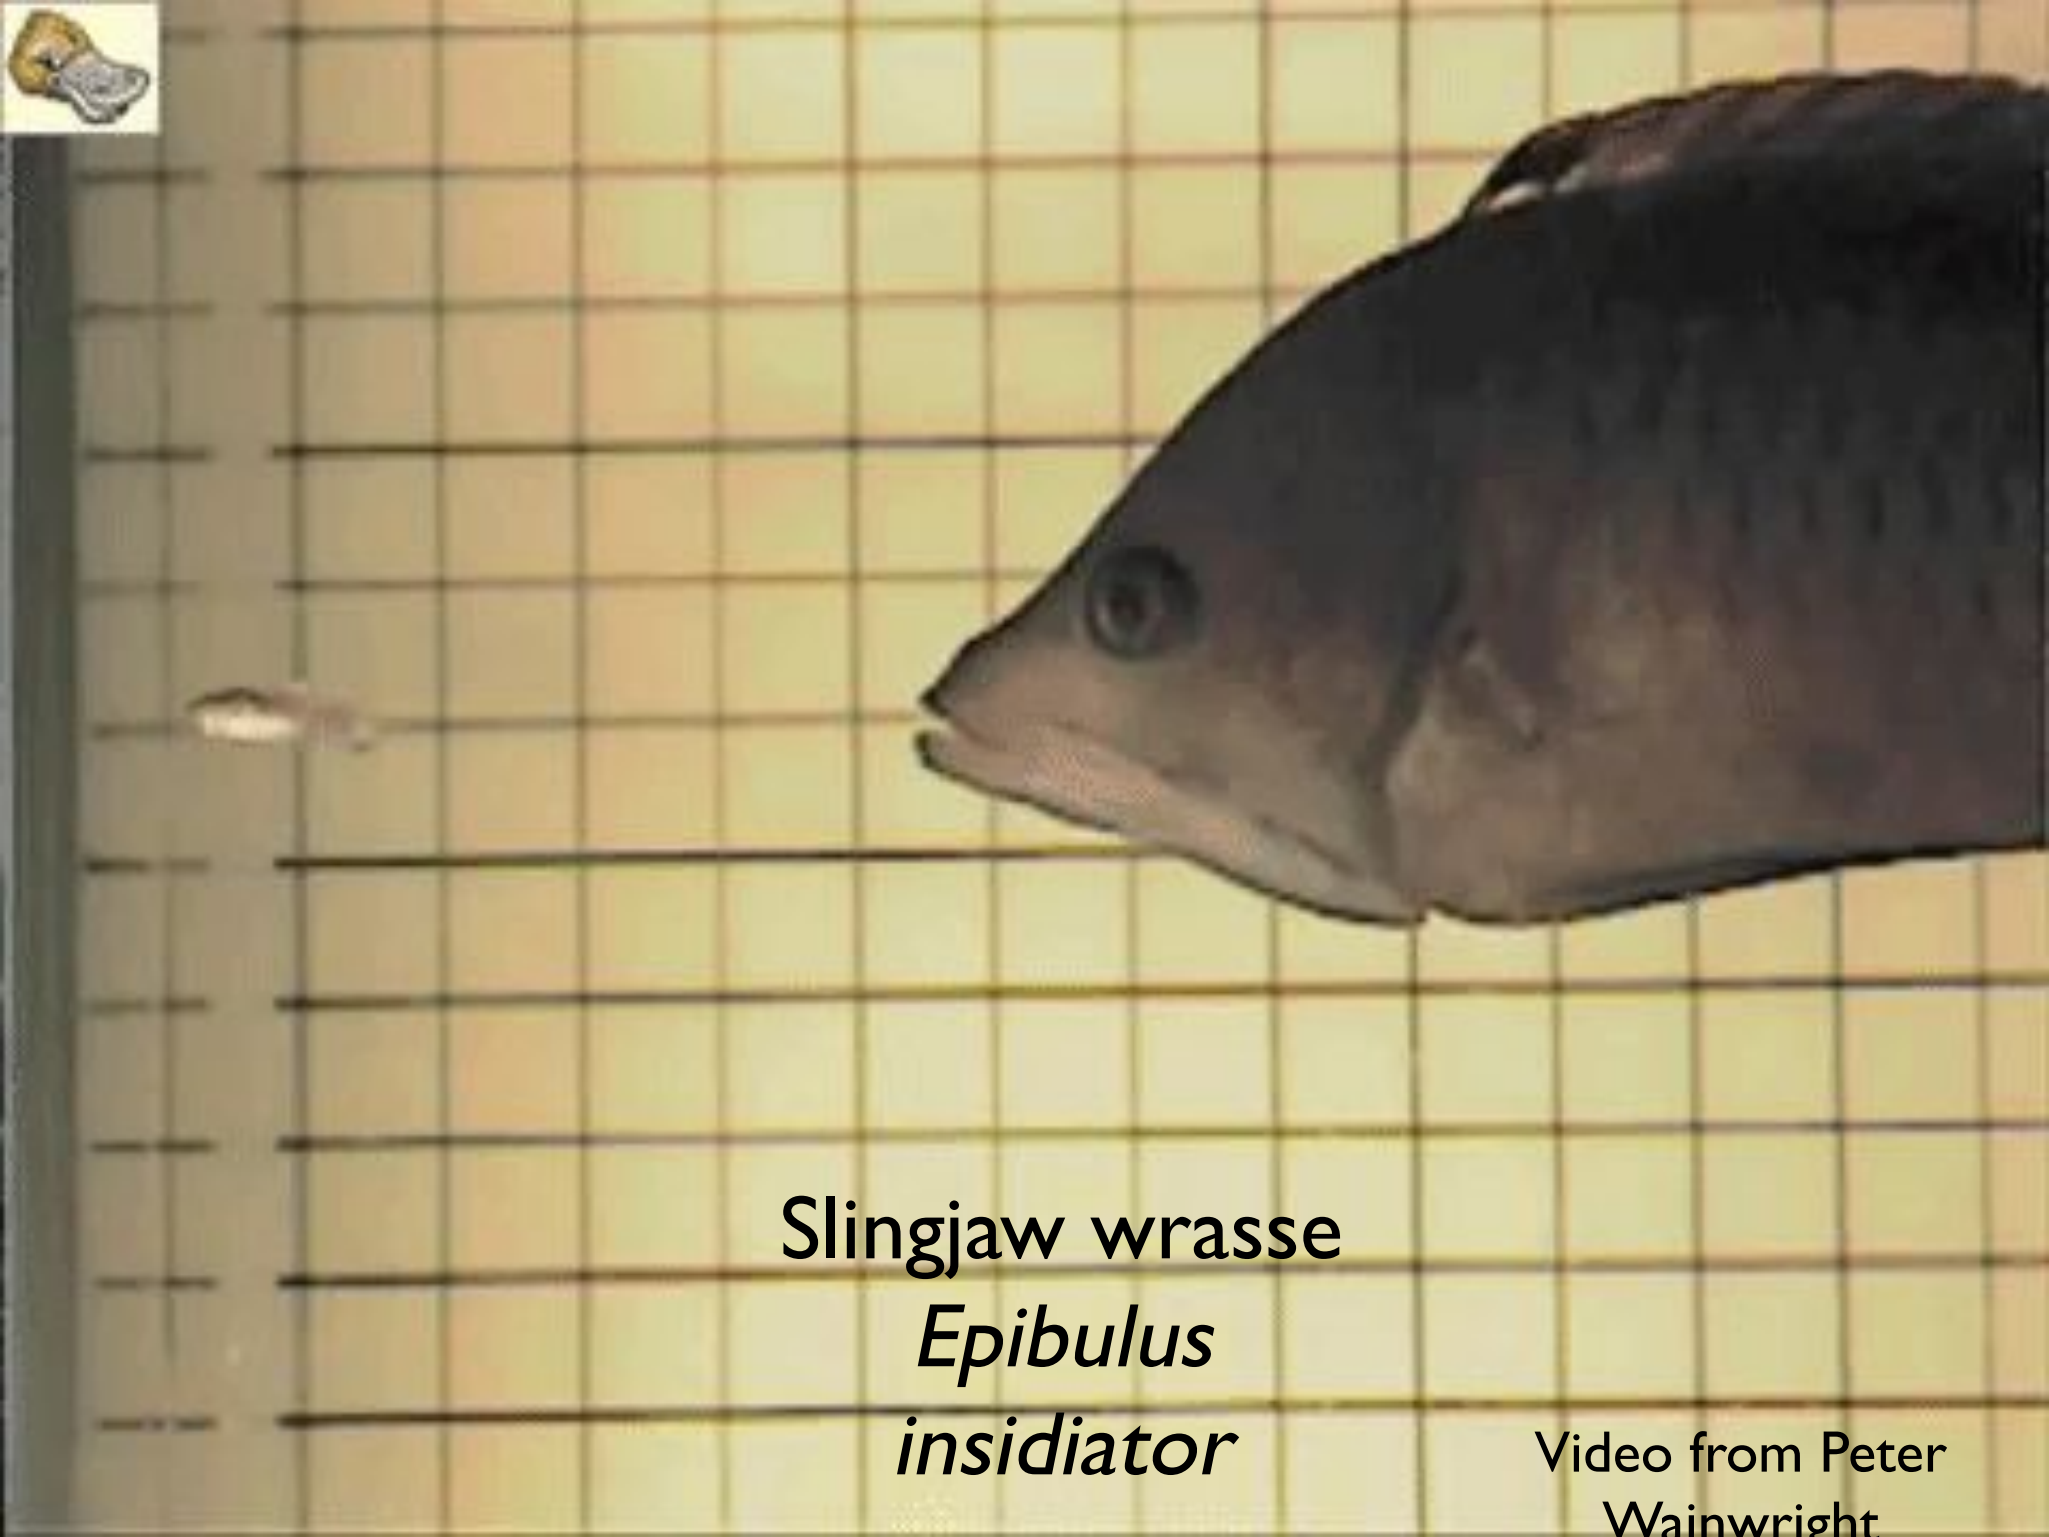 Slingjaw wrasse
Epibulus
insidiator
Video from Peter
Wainwright